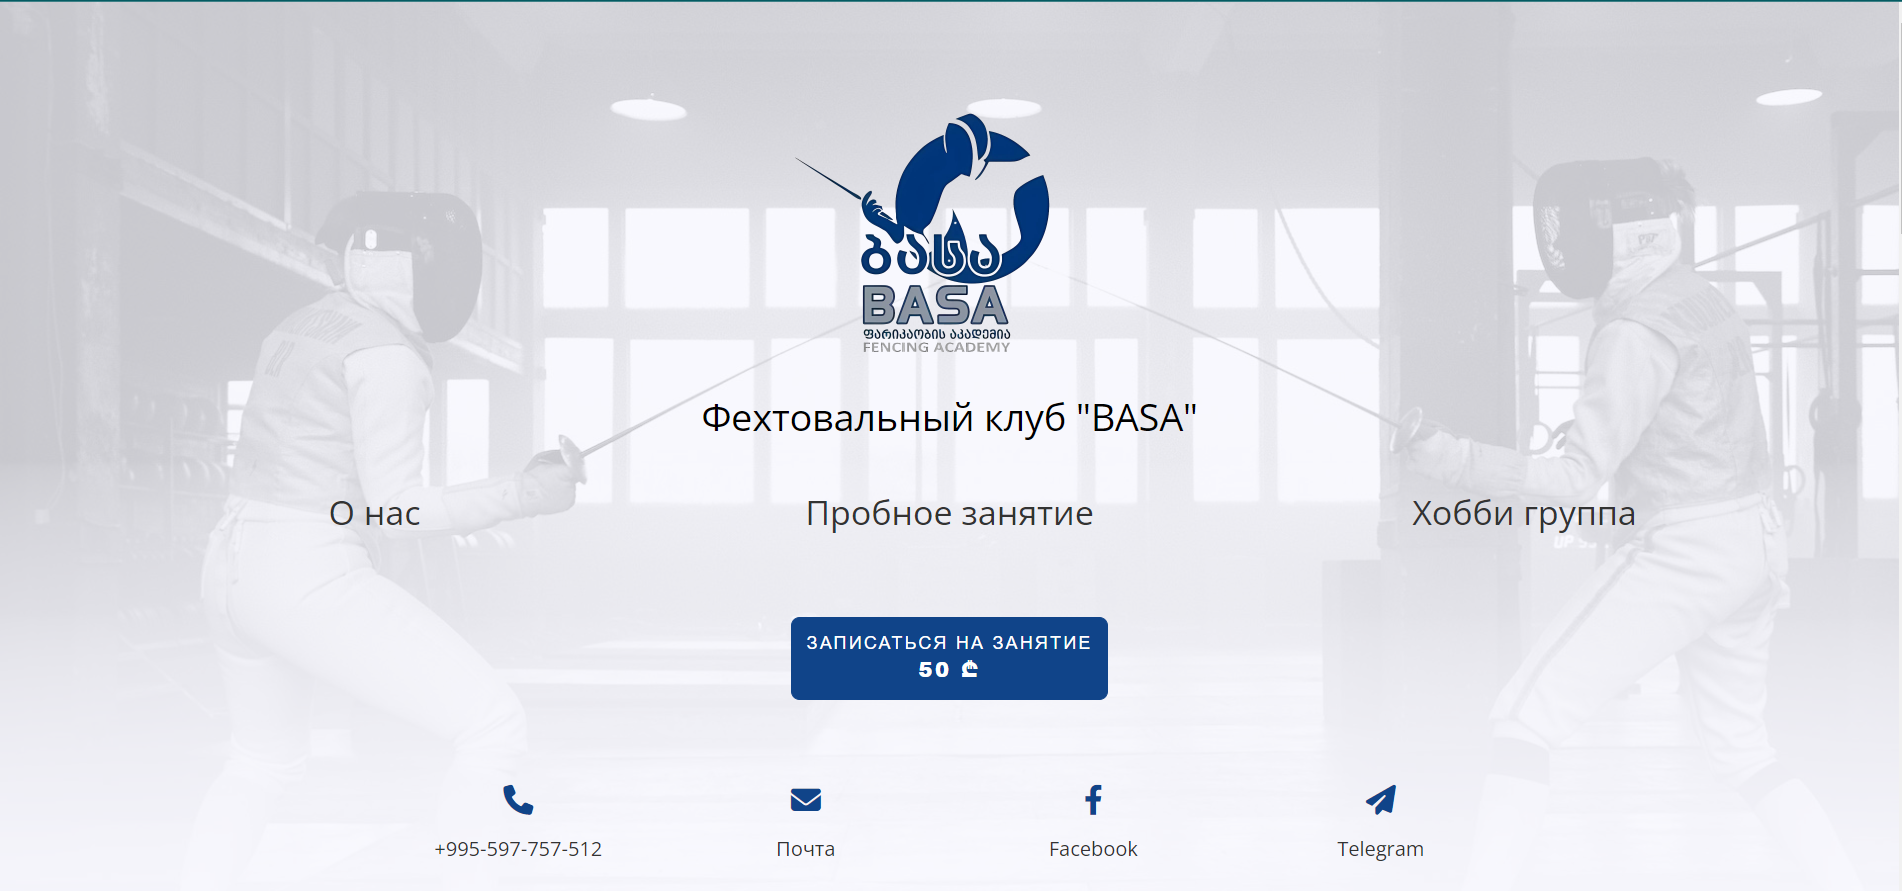 ბასა
BASA
ფარიკაობის აკადემია
FENCING ACADEMY
Фехтовальный клуб "BASA"
О нас
Пробное занятие
Хобби группа
ЗАПИСАТЬСЯ НА ЗАНЯТИЕ
50 ₾
+995-597-757-512
Почта
Facebook
Telegram